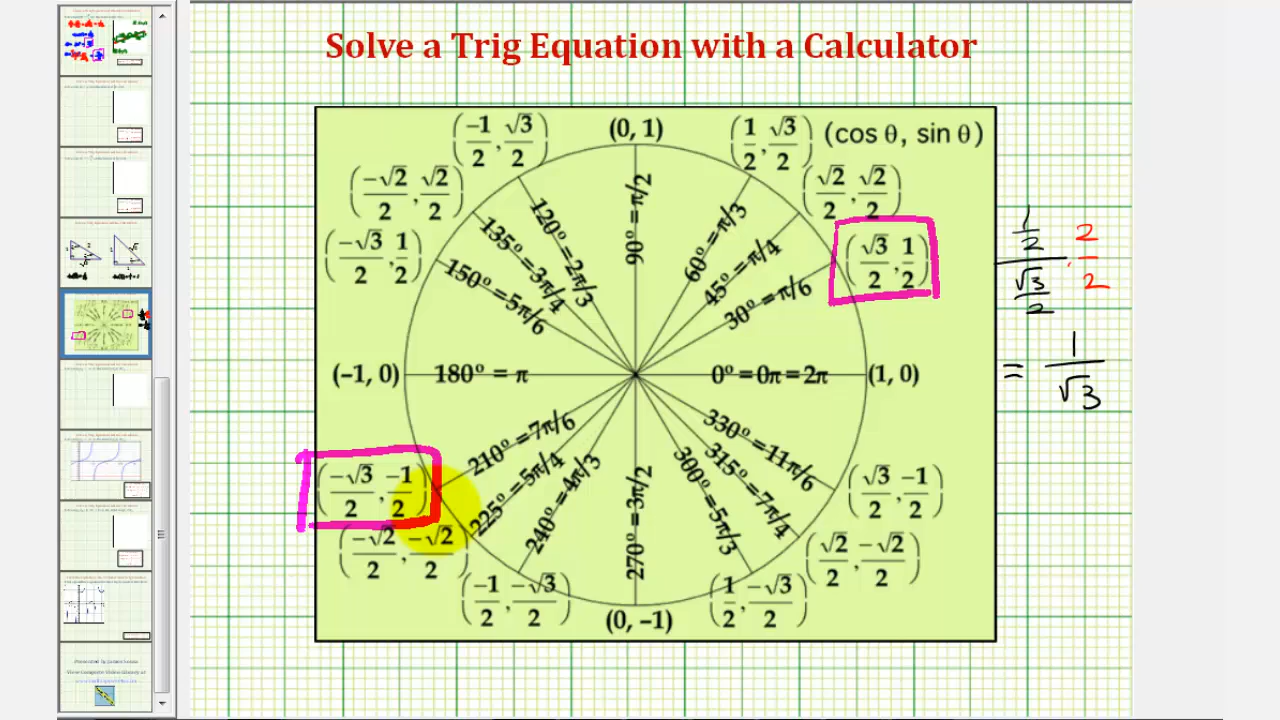 Solve a Trig Equation with a Calculator
(-1/2, √3/2)
(0, 1)
(1/2, √3/2)
(cos θ, sin θ)
(-√2/2, √2/2)
(√2/2, √2/2)
(-√3/2, 1/2)
(√3/2, 1/2)
120° = 2π/3
90° = π/2
60° = π/3
135° = 3π/4
45° = π/4
150° = 5π/6
30° = π/6
(–1, 0)
180° = π
0° = 0π = 2π
(1, 0)
210° = 7π/6
330° = 11π/6
225° = 5π/4
315° = 7π/4
240° = 4π/3
270° = 3π/2
300° = 5π/3
(-√3/2, -1/2)
(√3/2, -1/2)
(-√2/2, -√2/2)
(√2/2, -√2/2)
(-1/2, -√3/2)
(0, –1)
(1/2, -√3/2)
1/2 / √3/2 · 2/2
= 1/√3